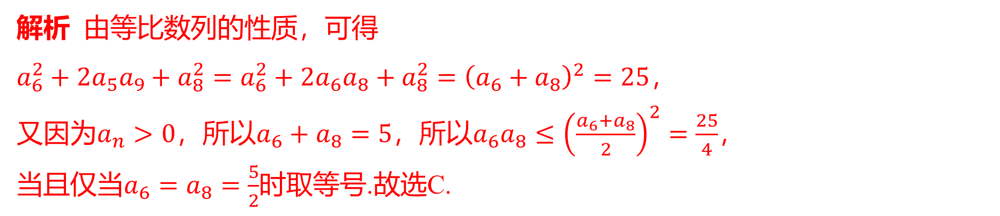 解析 由等比数列的性质，可得
$a_6^2 + 2a_5a_9 + a_8^2 = a_6^2 + 2a_6a_8 + a_8^2 = (a_6 + a_8)^2 = 25$，
又因为$a_n > 0$，所以$a_6 + a_8 = 5$，所以$a_6a_8 \leq \left(\frac{a_6+a_8}{2}\right)^2 = \frac{25}{4}$，
当且仅当$a_6 = a_8 = \frac{5}{2}$时取等号.故选C.